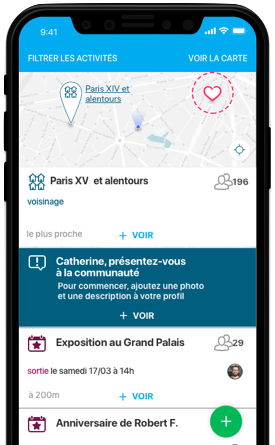 9:41
FILTRER LES ACTIVITÉS
VOIR LA CARTE
Paris XIV et
alentours
Paris XV et alentours
196
voisinage
le plus proche
+ VOIR
Catherine, présentez-vous
à la communauté
Pour commencer, ajoutez une photo
et une description à votre profil
+ VOIR
Exposition au Grand Palais
29
sortie le samedi 17/03 à 14h
à 200m
+ VOIR
Anniversaire de Robert F.